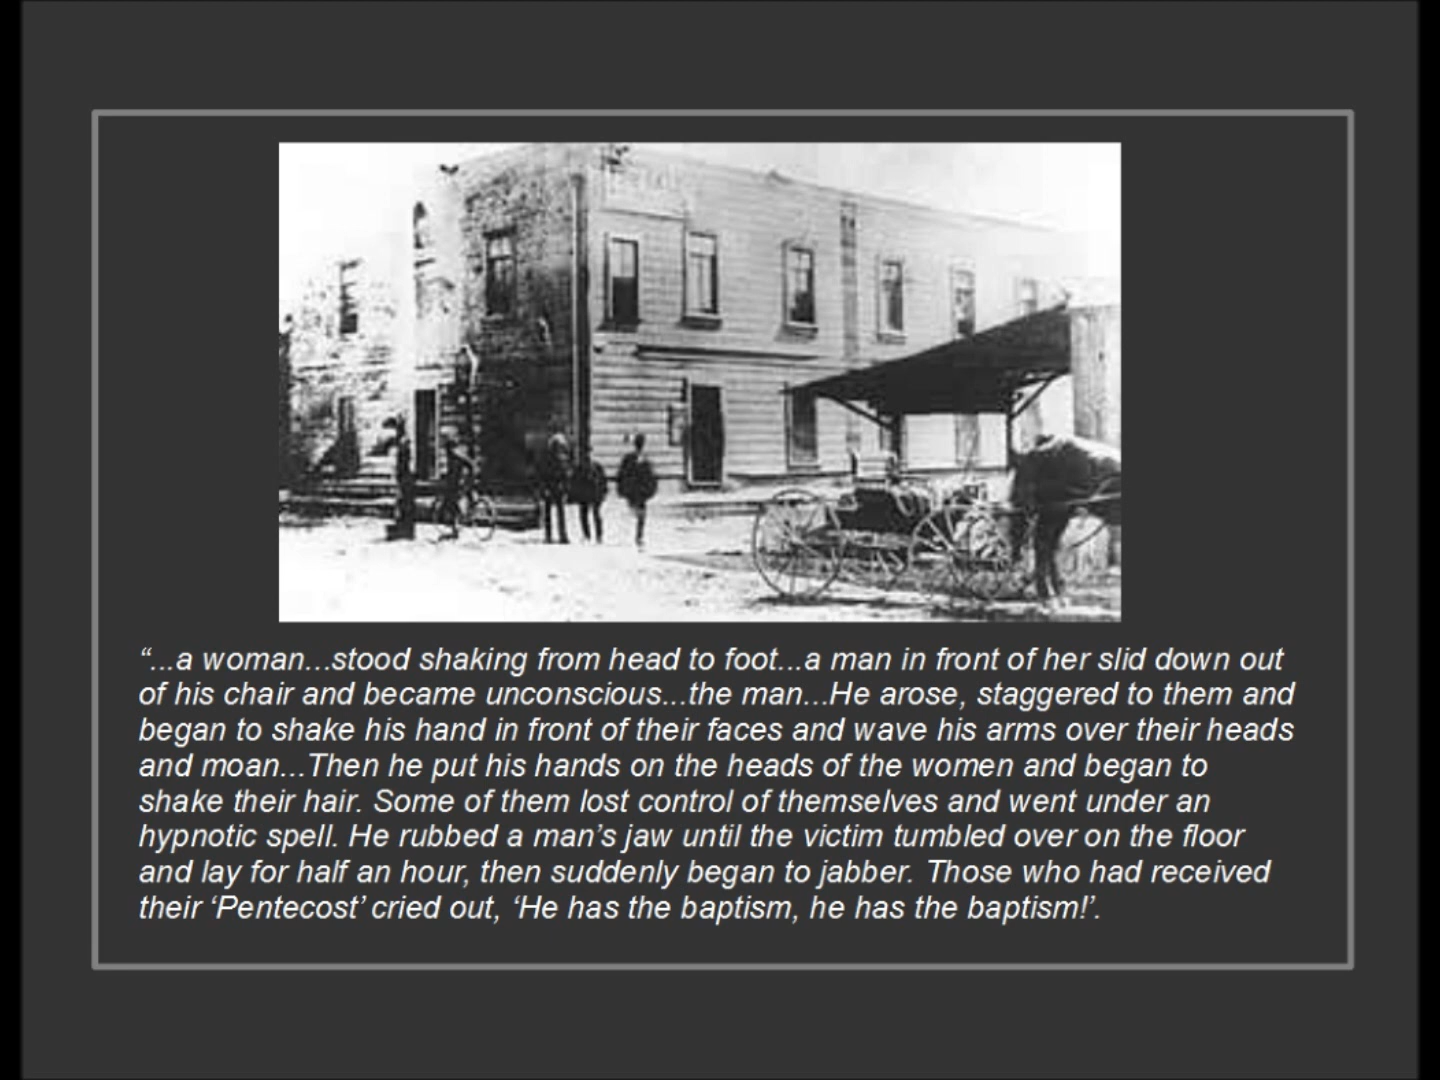 “...a woman...stood shaking from head to foot...a man in front of her slid down out
of his chair and became unconscious...the man...He arose, staggered to them and
began to shake his hand in front of their faces and wave his arms over their heads
and moan...Then he put his hands on the heads of the women and began to
shake their hair. Some of them lost control of themselves and went under an
hypnotic spell. He rubbed a man’s jaw until the victim tumbled over on the floor
and lay for half an hour, then suddenly began to jabber. Those who had received
their ‘Pentecost’ cried out, ‘He has the baptism, he has the baptism!’.